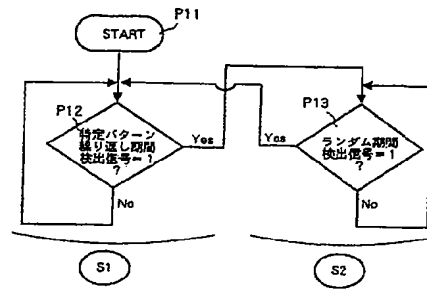 P11
START
P12
特定パターン
繰り返し期間
検出信号=1
?
Yes
No
P13
ランダム期間
検出信号=1
?
Yes
No
S1
S2